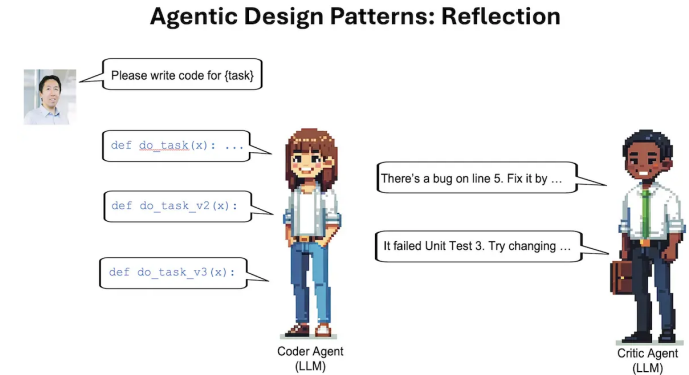 Agentic Design Patterns: Reflection
Please write code for {task}
def do_task(x): ...
There's a bug on line 5. Fix it by ...
def do_task_v2(x):
It failed Unit Test 3. Try changing ...
def do_task_v3(x):
Coder Agent
(LLM)
Critic Agent
(LLM)